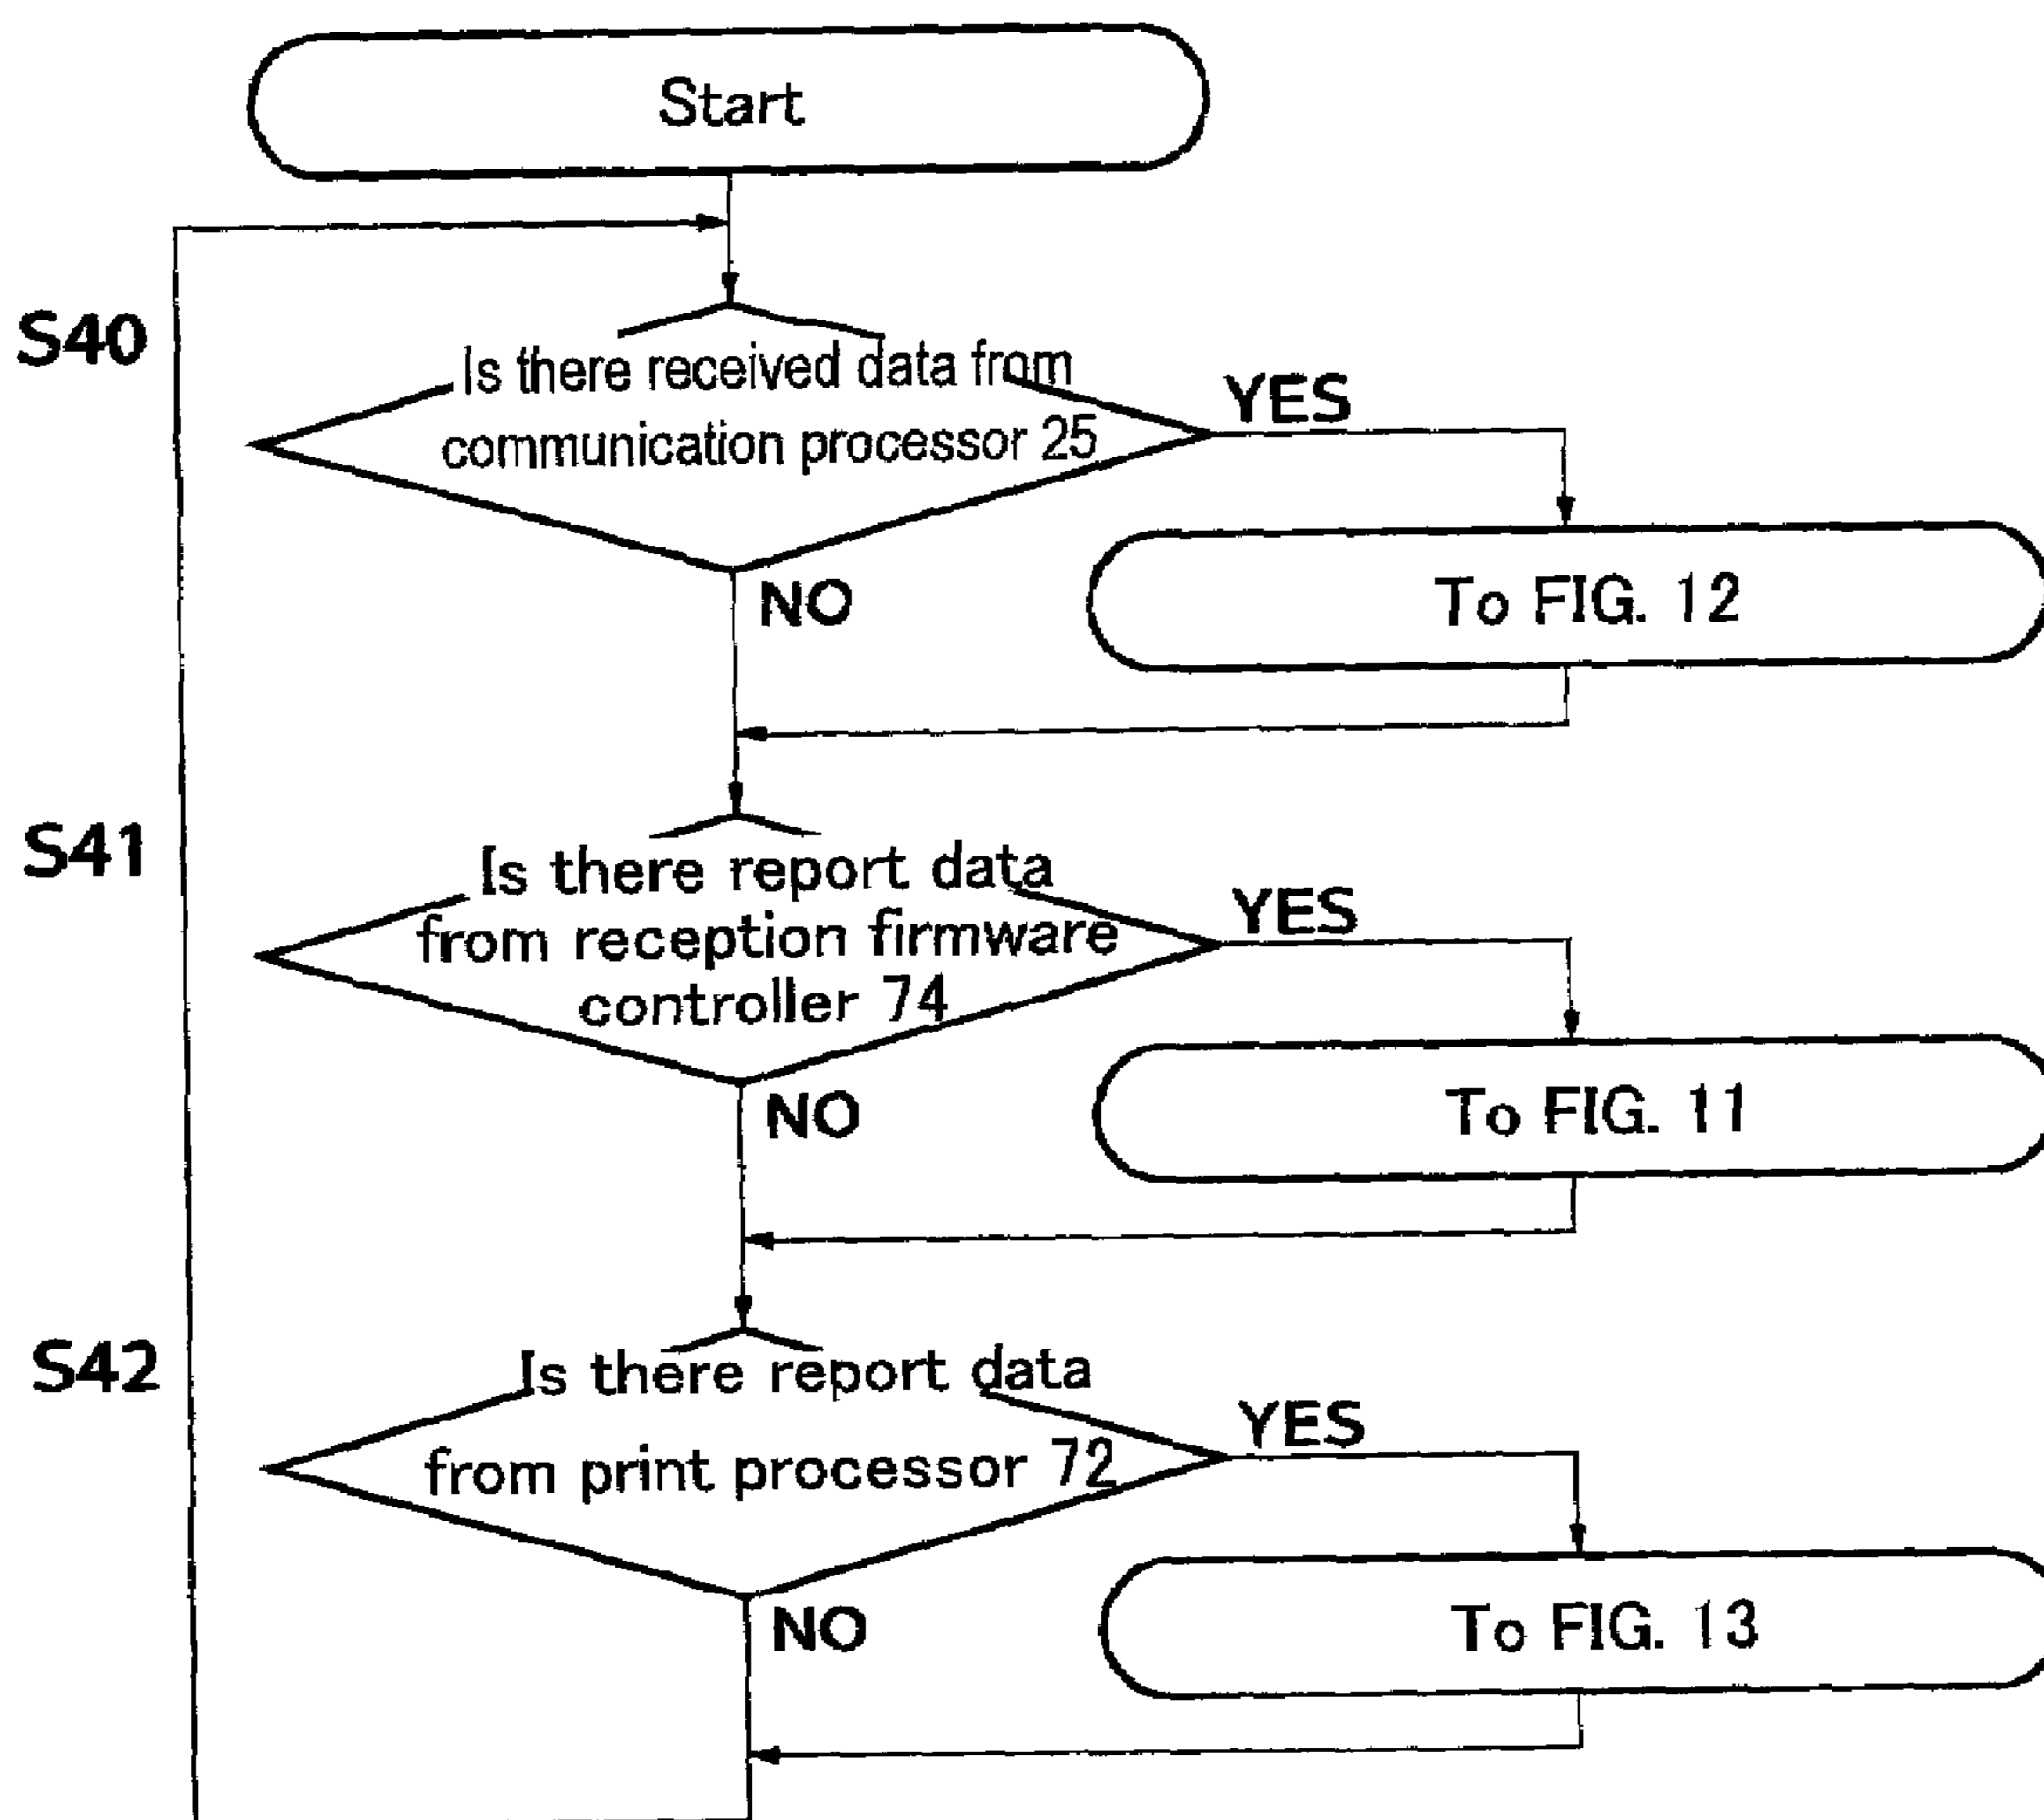 Start
S40
Is there received data from
communication processor 25
YES
NO
To FIG. 12
S41
Is there report data
from reception firmware
controller 74
YES
NO
To FIG. 11
S42
Is there report data
from print processor 72
YES
NO
To FIG. 13